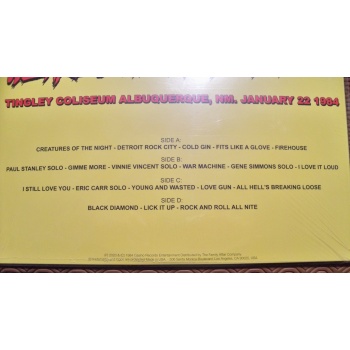 TINGLEY COLISEUM ALBUQUERQUE, NM. JANUARY 22 1984
SIDE A:
CREATURES OF THE NIGHT - DETROIT ROCK CITY - COLD GIN - FITS LIKE A GLOVE - FIREHOUSE
SIDE B:
PAUL STANLEY SOLO - GIMME MORE - VINNIE VINCENT SOLO - WAR MACHINE - GENE SIMMONS SOLO - I LOVE IT LOUD
SIDE C:
I STILL LOVE YOU - ERIC CARR SOLO - YOUNG AND WASTED - LOVE GUN - ALL HELL'S BREAKING LOOSE
SIDE D:
BLACK DIAMOND - LICK IT UP - ROCK AND ROLL ALL NITE